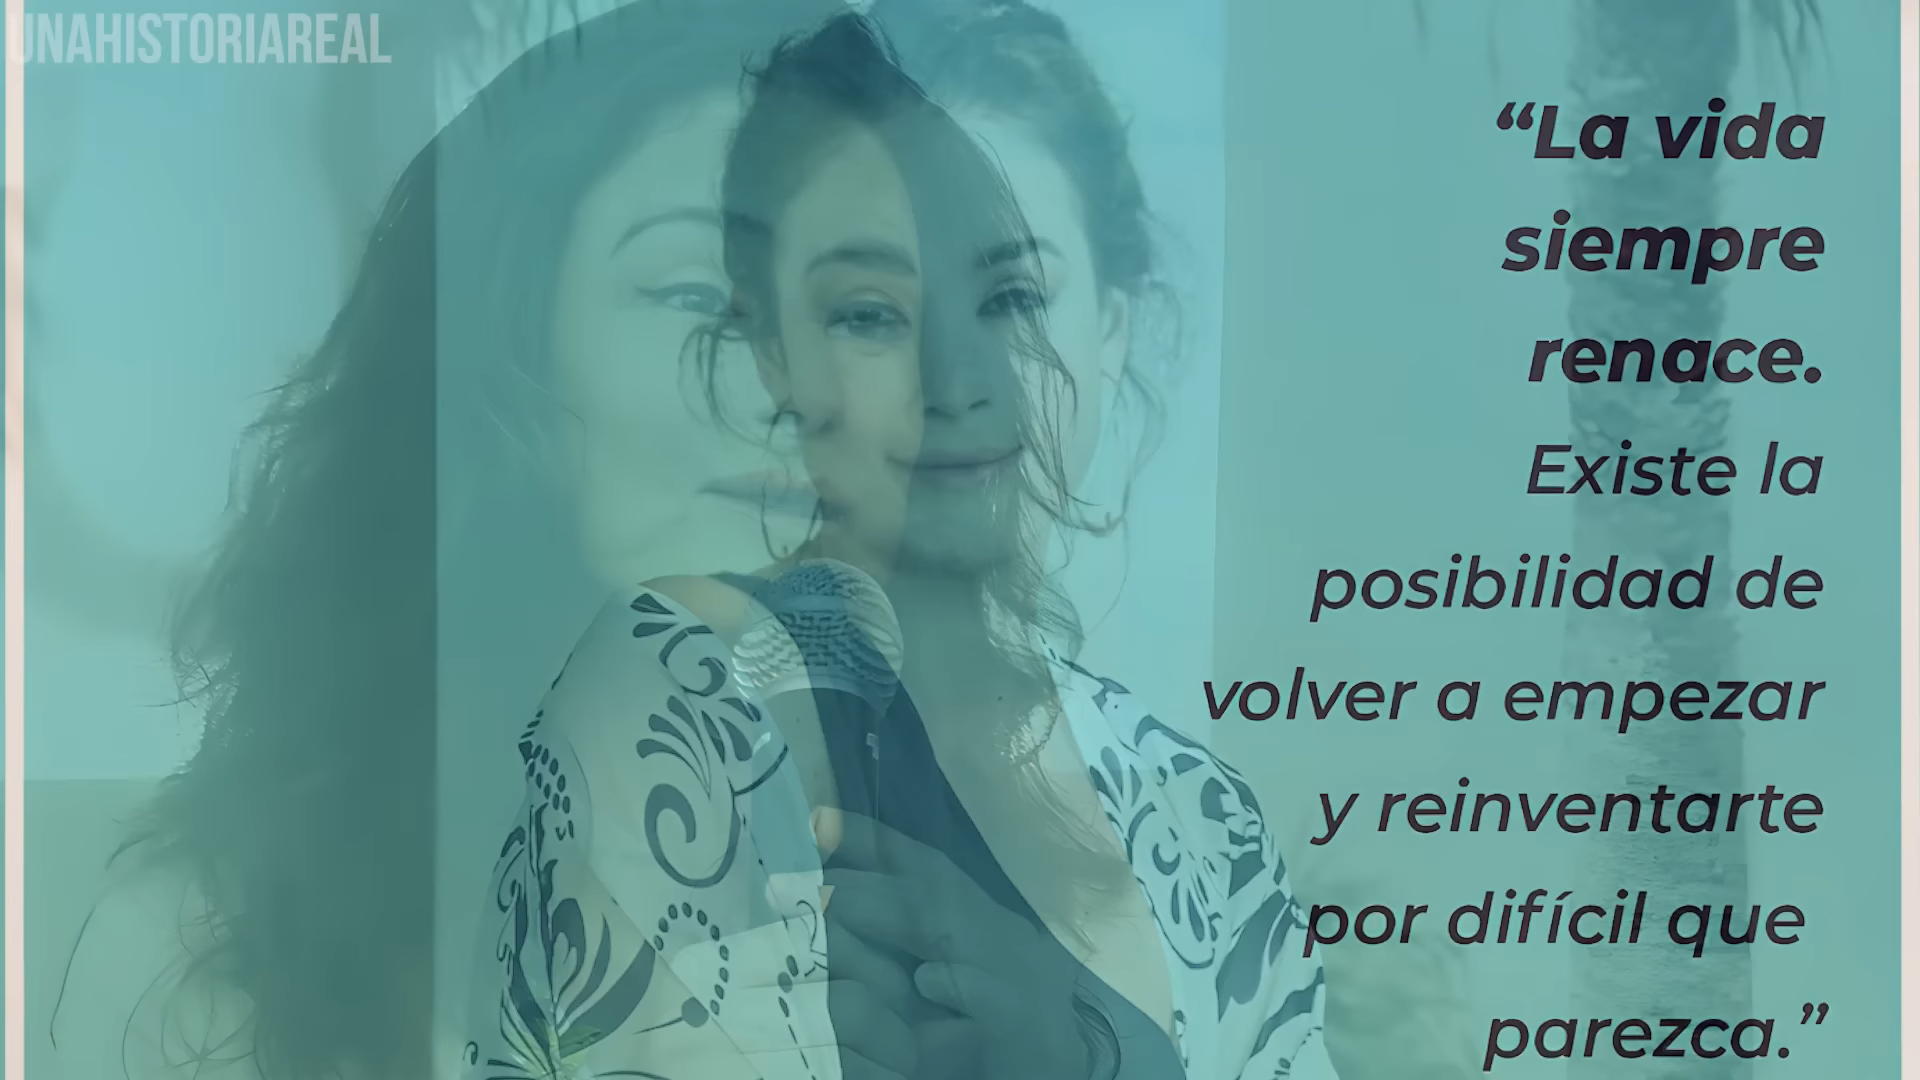 UNAHISTORIAREAL
“La vida
siempre
renace.
Existe la
posibilidad de
volver a empezar
y reinventarte
por difícil que
parezca.”